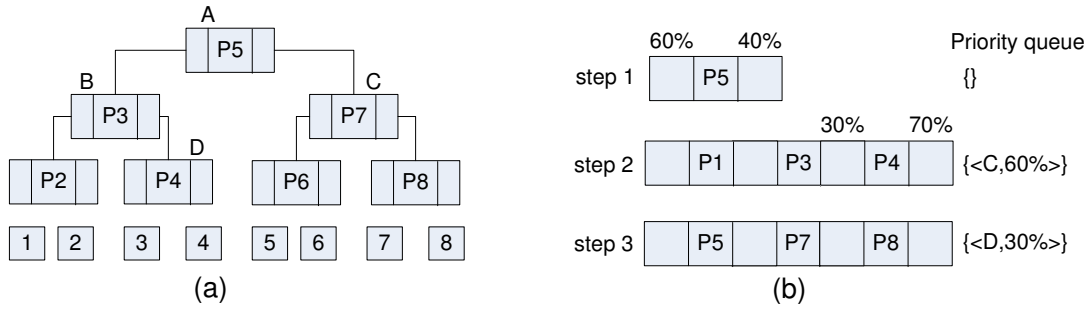 A
P5
B
C
P3
P7
D
P2
P4
P6
P8
1 2 3 4 5 6 7 8
(a)
60% 40% Priority queue
step 1 P5 {}
30% 70%
step 2 P1 P3 P4 {<C,60%>}
step 3 P5 P7 P8 {<D,30%>}
(b)